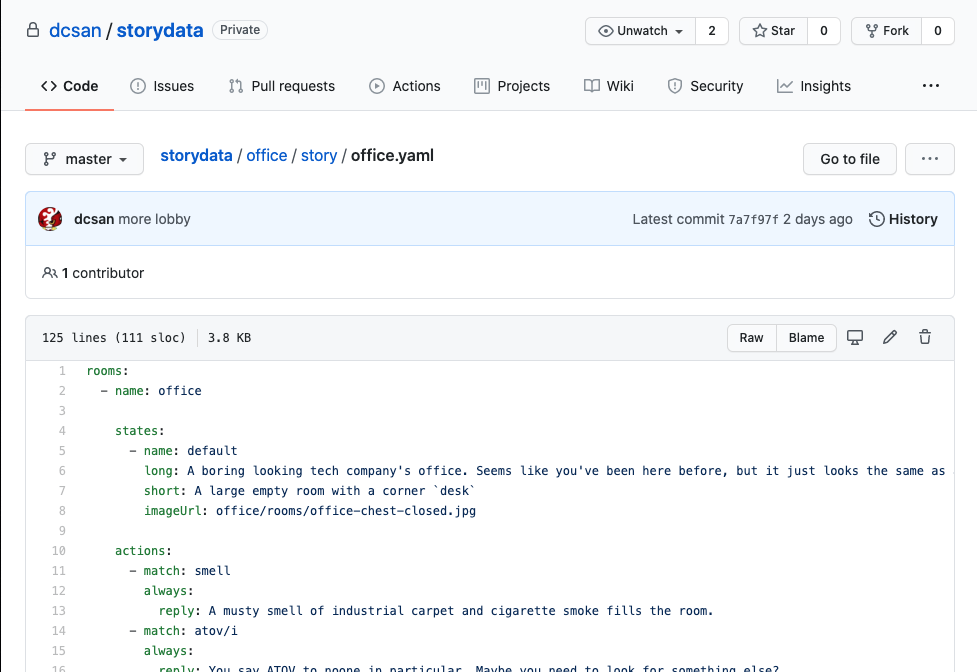 dcsan / storydata Private Unwatch 2 Star 0 Fork 0
Code Issues Pull requests Actions Projects Wiki Security Insights ...
master storydata / office / story / office.yaml Go to file ...
dcsan more lobby Latest commit 7a7f97f 2 days ago History
1 contributor
125 lines (111 sloc) 3.8 KB Raw Blame
1 rooms:
2 - name: office
3
4 states:
5 - name: default
6 long: A boring looking tech company's office. Seems like you've been here before, but it just looks the same as
7 short: A large empty room with a corner `desk`
8 imageUrl: office/rooms/office-chest-closed.jpg
9
10 actions:
11 - match: smell
12 always:
13 reply: A musty smell of industrial carpet and cigarette smoke fills the room.
14 - match: atov/i
15 always:
16 reply: You say ATOV to noone in particular. Maybe you need to look for something else?